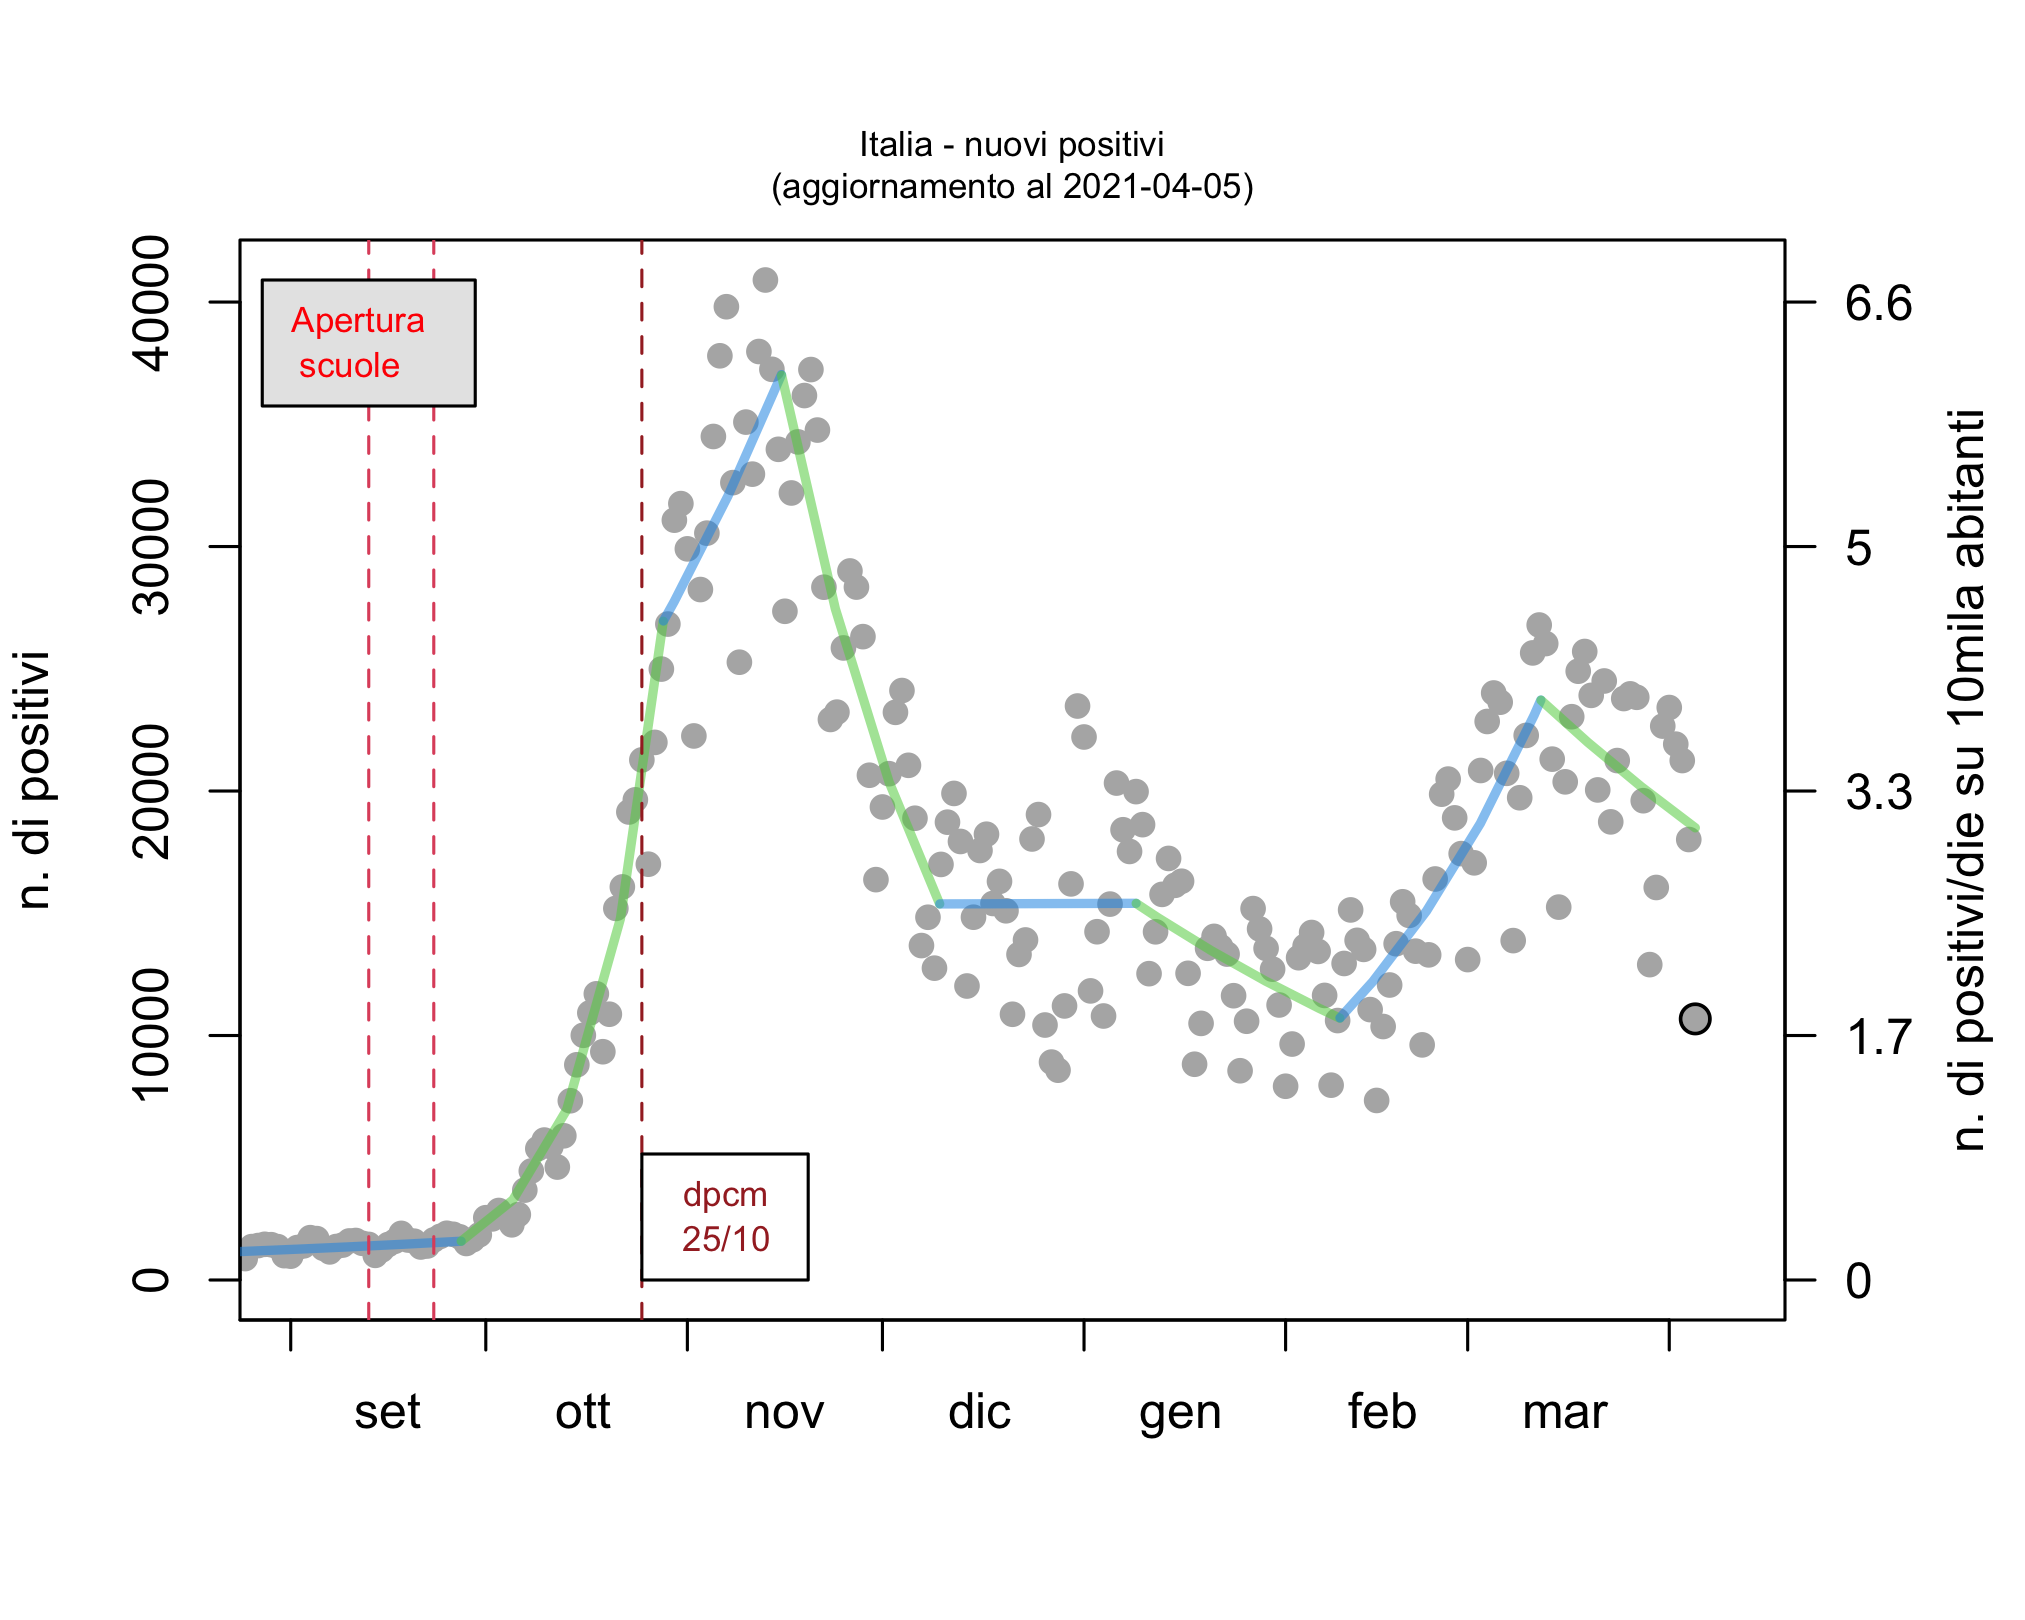 Italia - nuovi positivi
(aggiornamento al 2021-04-05)
n. di positivi
40000
30000
20000
10000
0
Apertura
scuole
dpcm
25/10
6.6
5
3.3
1.7
0
n. di positivi/die su 10mila abitanti
set ott nov dic gen feb mar